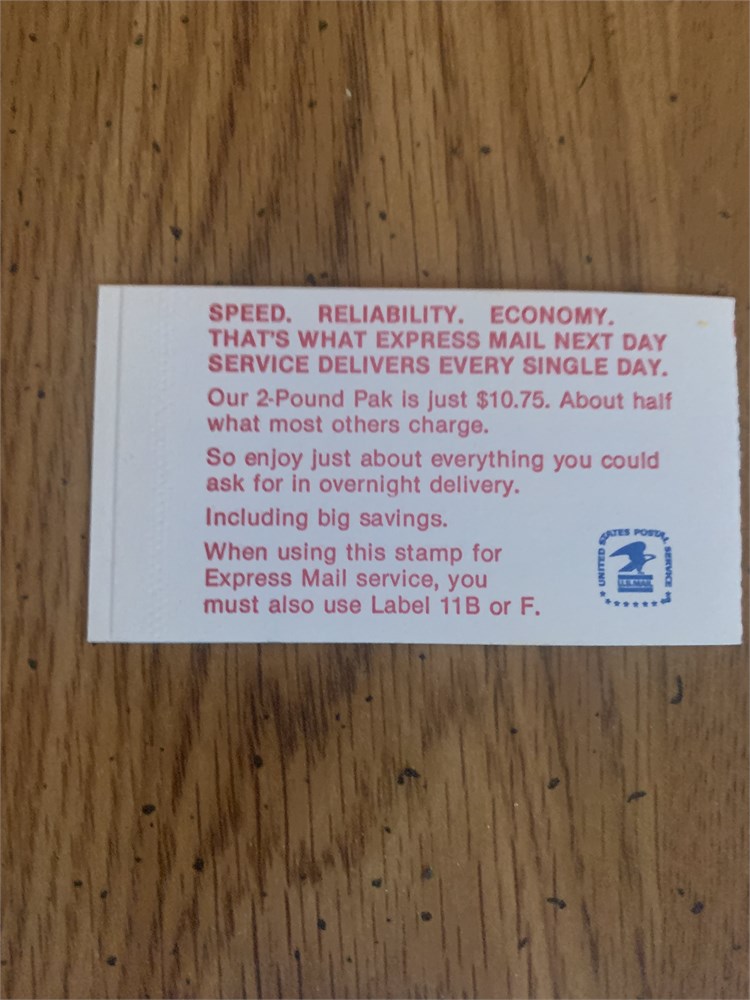 SPEED. RELIABILITY. ECONOMY.
THAT'S WHAT EXPRESS MAIL NEXT DAY
SERVICE DELIVERS EVERY SINGLE DAY.
Our 2-Pound Pak is just $10.75. About half
what most others charge.
So enjoy just about everything you could
ask for in overnight delivery.
Including big savings.
When using this stamp for
Express Mail service, you
must also use Label 11B or F.
UNITED STATES POSTAL SERVICE
U.S.MAIL